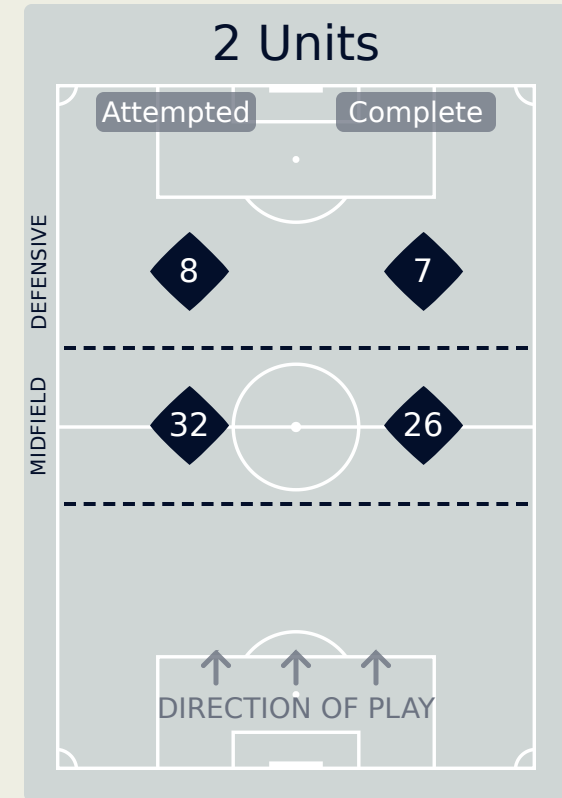 2 Units
Attempted
Complete
DEFENSIVE
8
7
MIDFIELD
32
26
DIRECTION OF PLAY